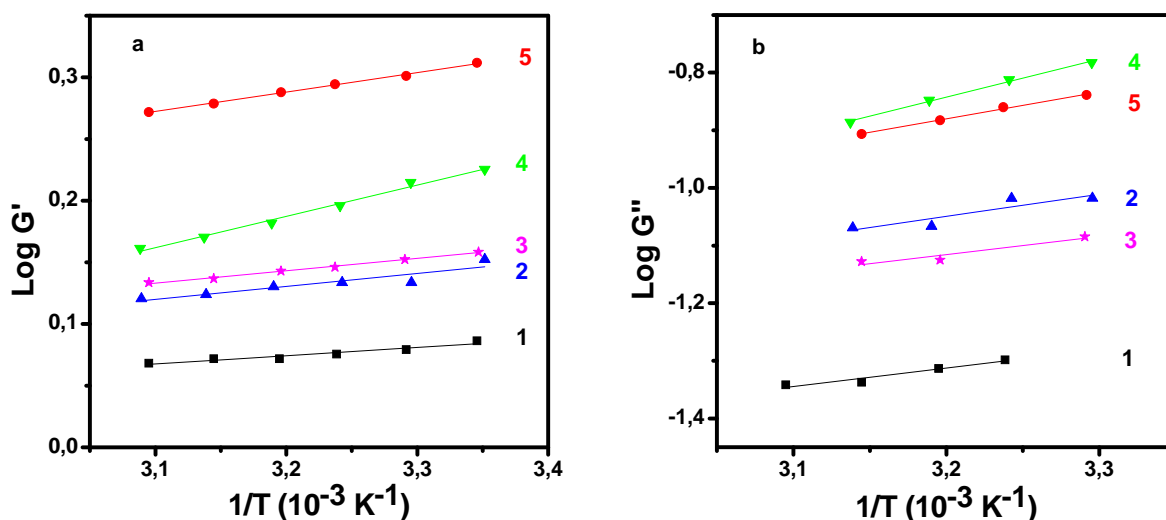 a
b
0,3
0,2
0,1
0,0
Log G'
5
4
3
2
1
3,1 3,2 3,3 3,4
1/T (10-3 K-1)
-0,8
-1,0
-1,2
-1,4
Log G"
4
5
2
3
1
3,1 3,2 3,3
1/T (10-3 K-1)